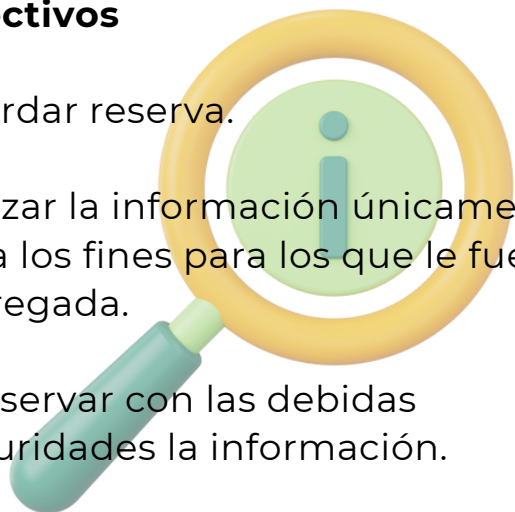 ctivos
rdar reserva.
zar la información únicame
a los fines para los que le fue
regada.
servar con las debidas
uridades la información.